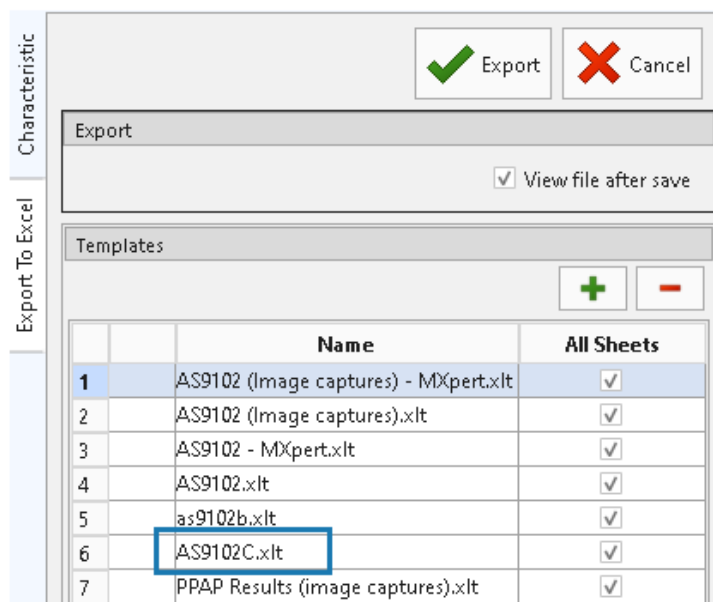 Characteristic
Export To Excel
Export
Cancel
Export
View file after save
Templates
Name All Sheets
1 AS9102 (Image captures) - MXpert.xlt
2 AS9102 (Image captures).xlt
3 AS9102 - MXpert.xlt
4 AS9102.xlt
5 as9102b.xlt
6 AS9102C.xlt
7 PPAP Results (image captures).xlt